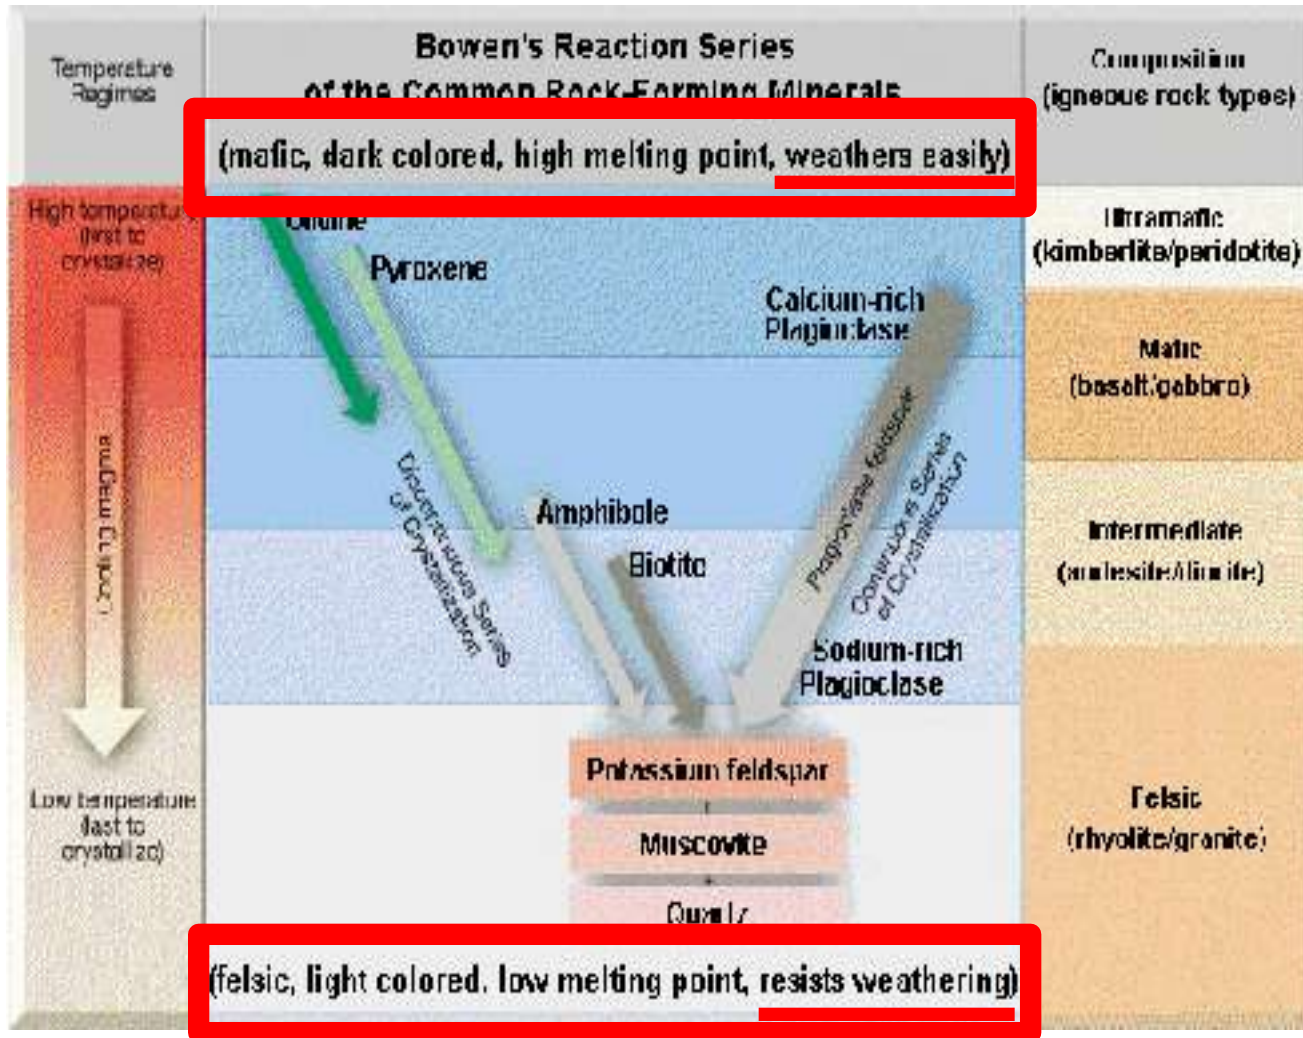 Temperature
Regimes
Bowen's Reaction Series
of the Common Rock-Forming Minerals
Composition
(igneous rock types)
(mafic, dark colored, high melting point, weathers easily)
High temperature
(first to
crystallize)
Olivine
Pyroxene
Calcium-rich
Plagioclase
Ultramafic
(kimberlite/peridotite)
Mafic
(basalt/gabbro)
Cooling magma
Discontinuous Series
of Crystallization
Plagioclase feldspar
Continuous Series
of Crystallization
Amphibole
Biotite
Intermediate
(andesite/diorite)
Sodium-rich
Plagioclase
Potassium feldspar
Muscovite
Quartz
Low temperature
(last to
crystallize)
Felsic
(rhyolite/granite)
(felsic, light colored, low melting point, resists weathering)